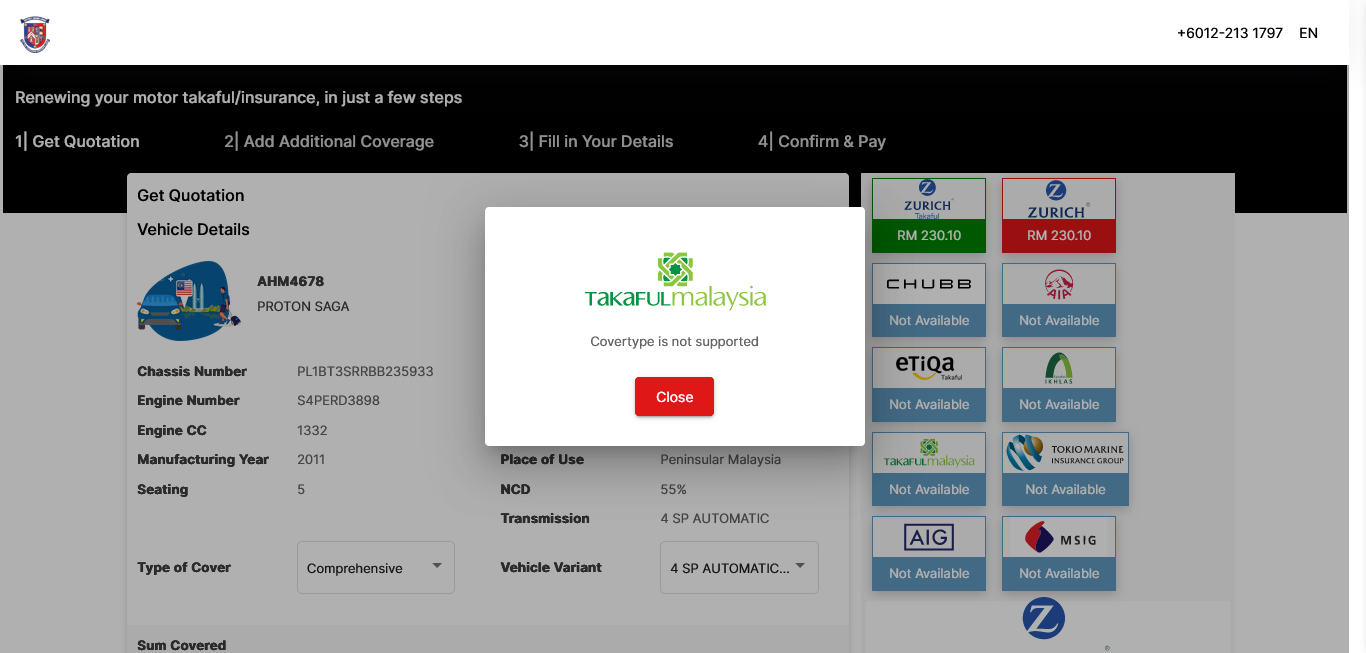 +6012-213 1797 EN
Renewing your motor takaful/insurance, in just a few steps
1| Get Quotation 2| Add Additional Coverage 3| Fill in Your Details 4| Confirm & Pay
Get Quotation
Vehicle Details
AHM4678
PROTON SAGA
Chassis Number PL1BT3SRRBB235933
Engine Number S4PERD3898
Engine CC 1332
Manufacturing Year 2011
Seating 5
Place of Use Peninsular Malaysia
NCD 55%
Transmission 4 SP AUTOMATIC
Type of Cover Comprehensive
Vehicle Variant 4 SP AUTOMATIC...
Sum Covered
TAKAFULmalaysia
Covertype is not supported
Close
ZURICH
Takaful
RM 230.10
ZURICH
RM 230.10
CHUBB
Not Available
AIA
Not Available
eTiQa
Takaful
Not Available
IKHLAS
Not Available
TAKAFULmalaysia
Not Available
TOKIO MARINE
INSURANCE GROUP
Not Available
AIG
Not Available
MSIG
Not Available